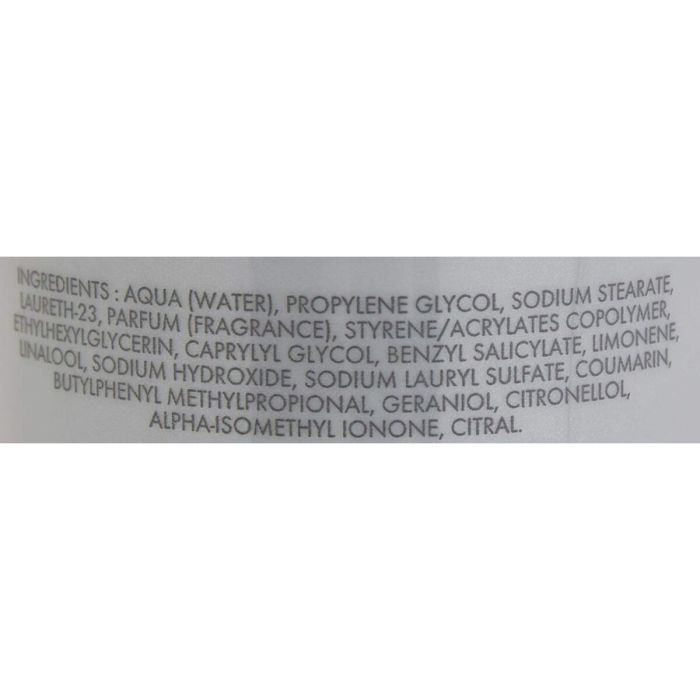 INGREDIENTS : AQUA (WATER), PROPYLENE GLYCOL, SODIUM STEARATE,
LAURETH-23, PARFUM (FRAGRANCE), STYRENE/ACRYLATES COPOLYMER,
ETHYLHEXYLGLYCERIN, CAPRYLYL GLYCOL, BENZYL SALICYLATE, LIMONENE,
LINALOOL, SODIUM HYDROXIDE, SODIUM LAURYL SULFATE, COUMARIN,
BUTYLPHENYL METHYLPROPIONAL, GERANIOL, CITRONELLOL,
ALPHA-ISOMETHYL IONONE, CITRAL.